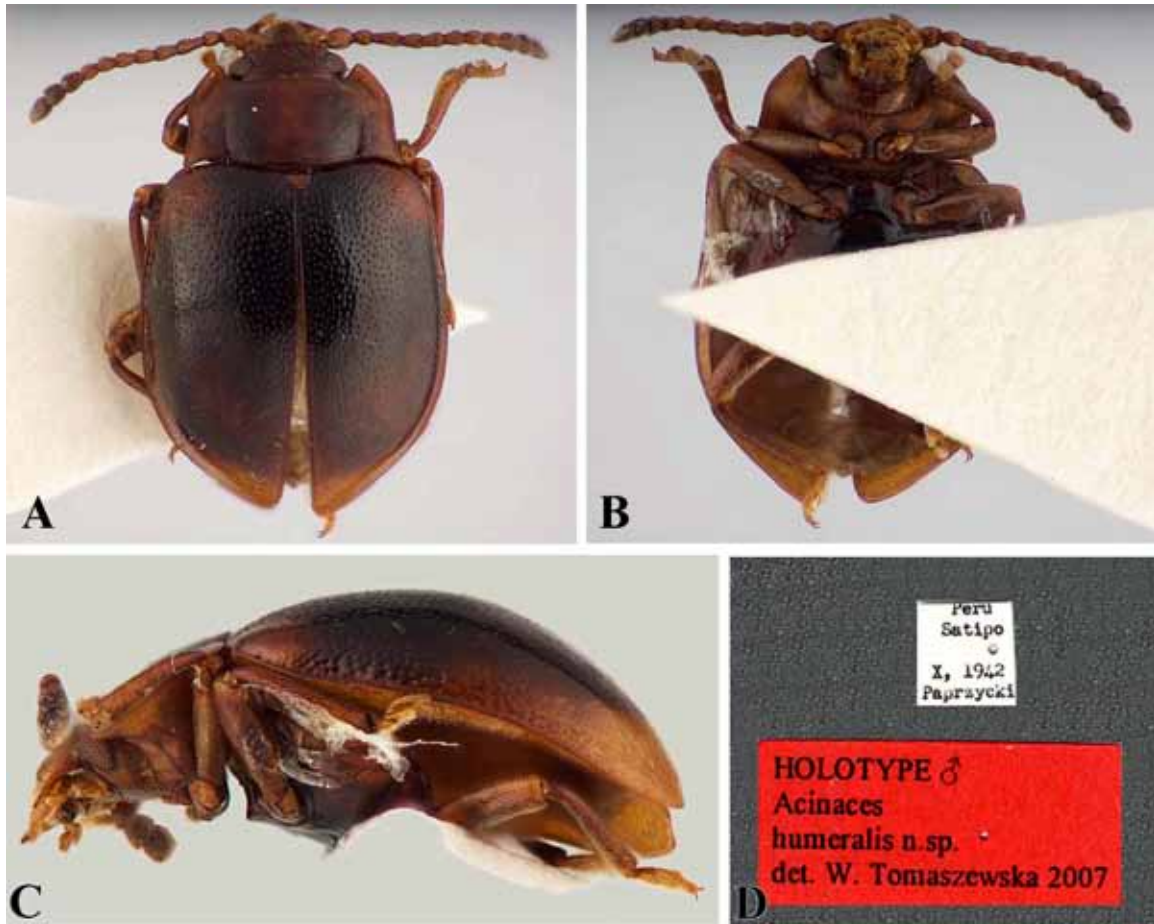 A
B
C
Peru
Satipo
X, 1942
Paprzycki
HOLOTYPE ♂
Acinaces
humeralis n.sp.
det. W. Tomaszewska 2007
D